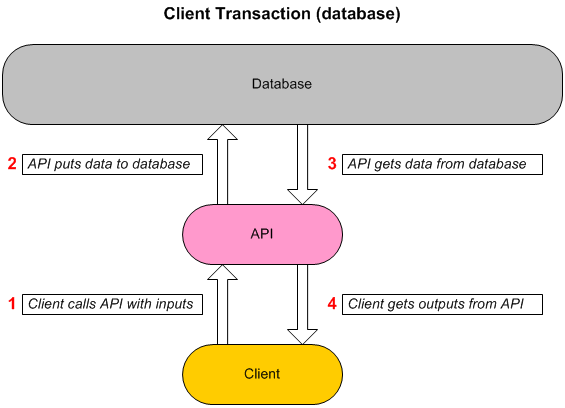 Client Transaction (database)
Database
2 API puts data to database
3 API gets data from database
API
1 Client calls API with inputs
4 Client gets outputs from API
Client